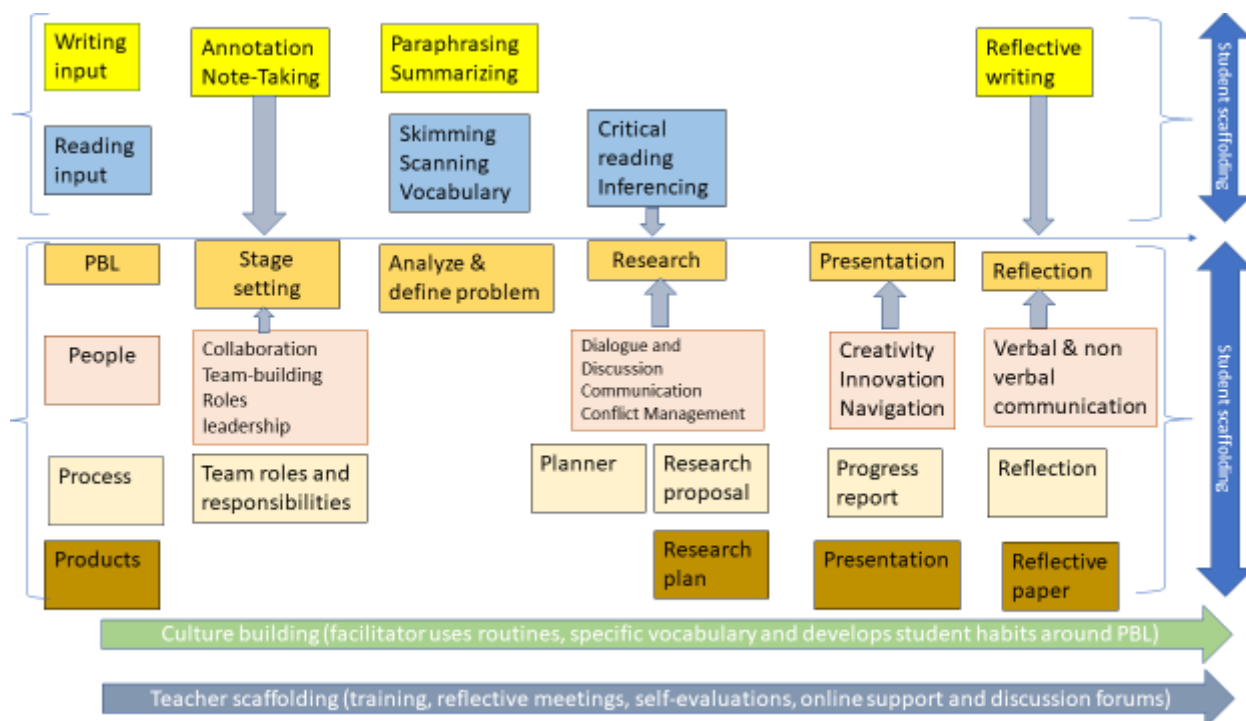 Writing
input
Annotation
Note-Taking
Paraphrasing
Summarizing
Reflective
writing
Student scaffolding
Reading
input
Skimming
Scanning
Vocabulary
Critical
reading
Inferencing
PBL
Stage
setting
Analyze &
define problem
Research
Presentation
Reflection
Student scaffolding
People
Collaboration
Team-building
Roles
leadership
Dialogue and
Discussion
Communication
Conflict Management
Creativity
Innovation
Navigation
Verbal & non
verbal
communication
Process
Team roles and
responsibilities
Planner
Research
proposal
Progress
report
Reflection
Products
Research
plan
Presentation
Reflective
paper
Culture building (facilitator uses routines, specific vocabulary and develops student habits around PBL)
Teacher scaffolding (training, reflective meetings, self-evaluations, online support and discussion forums)